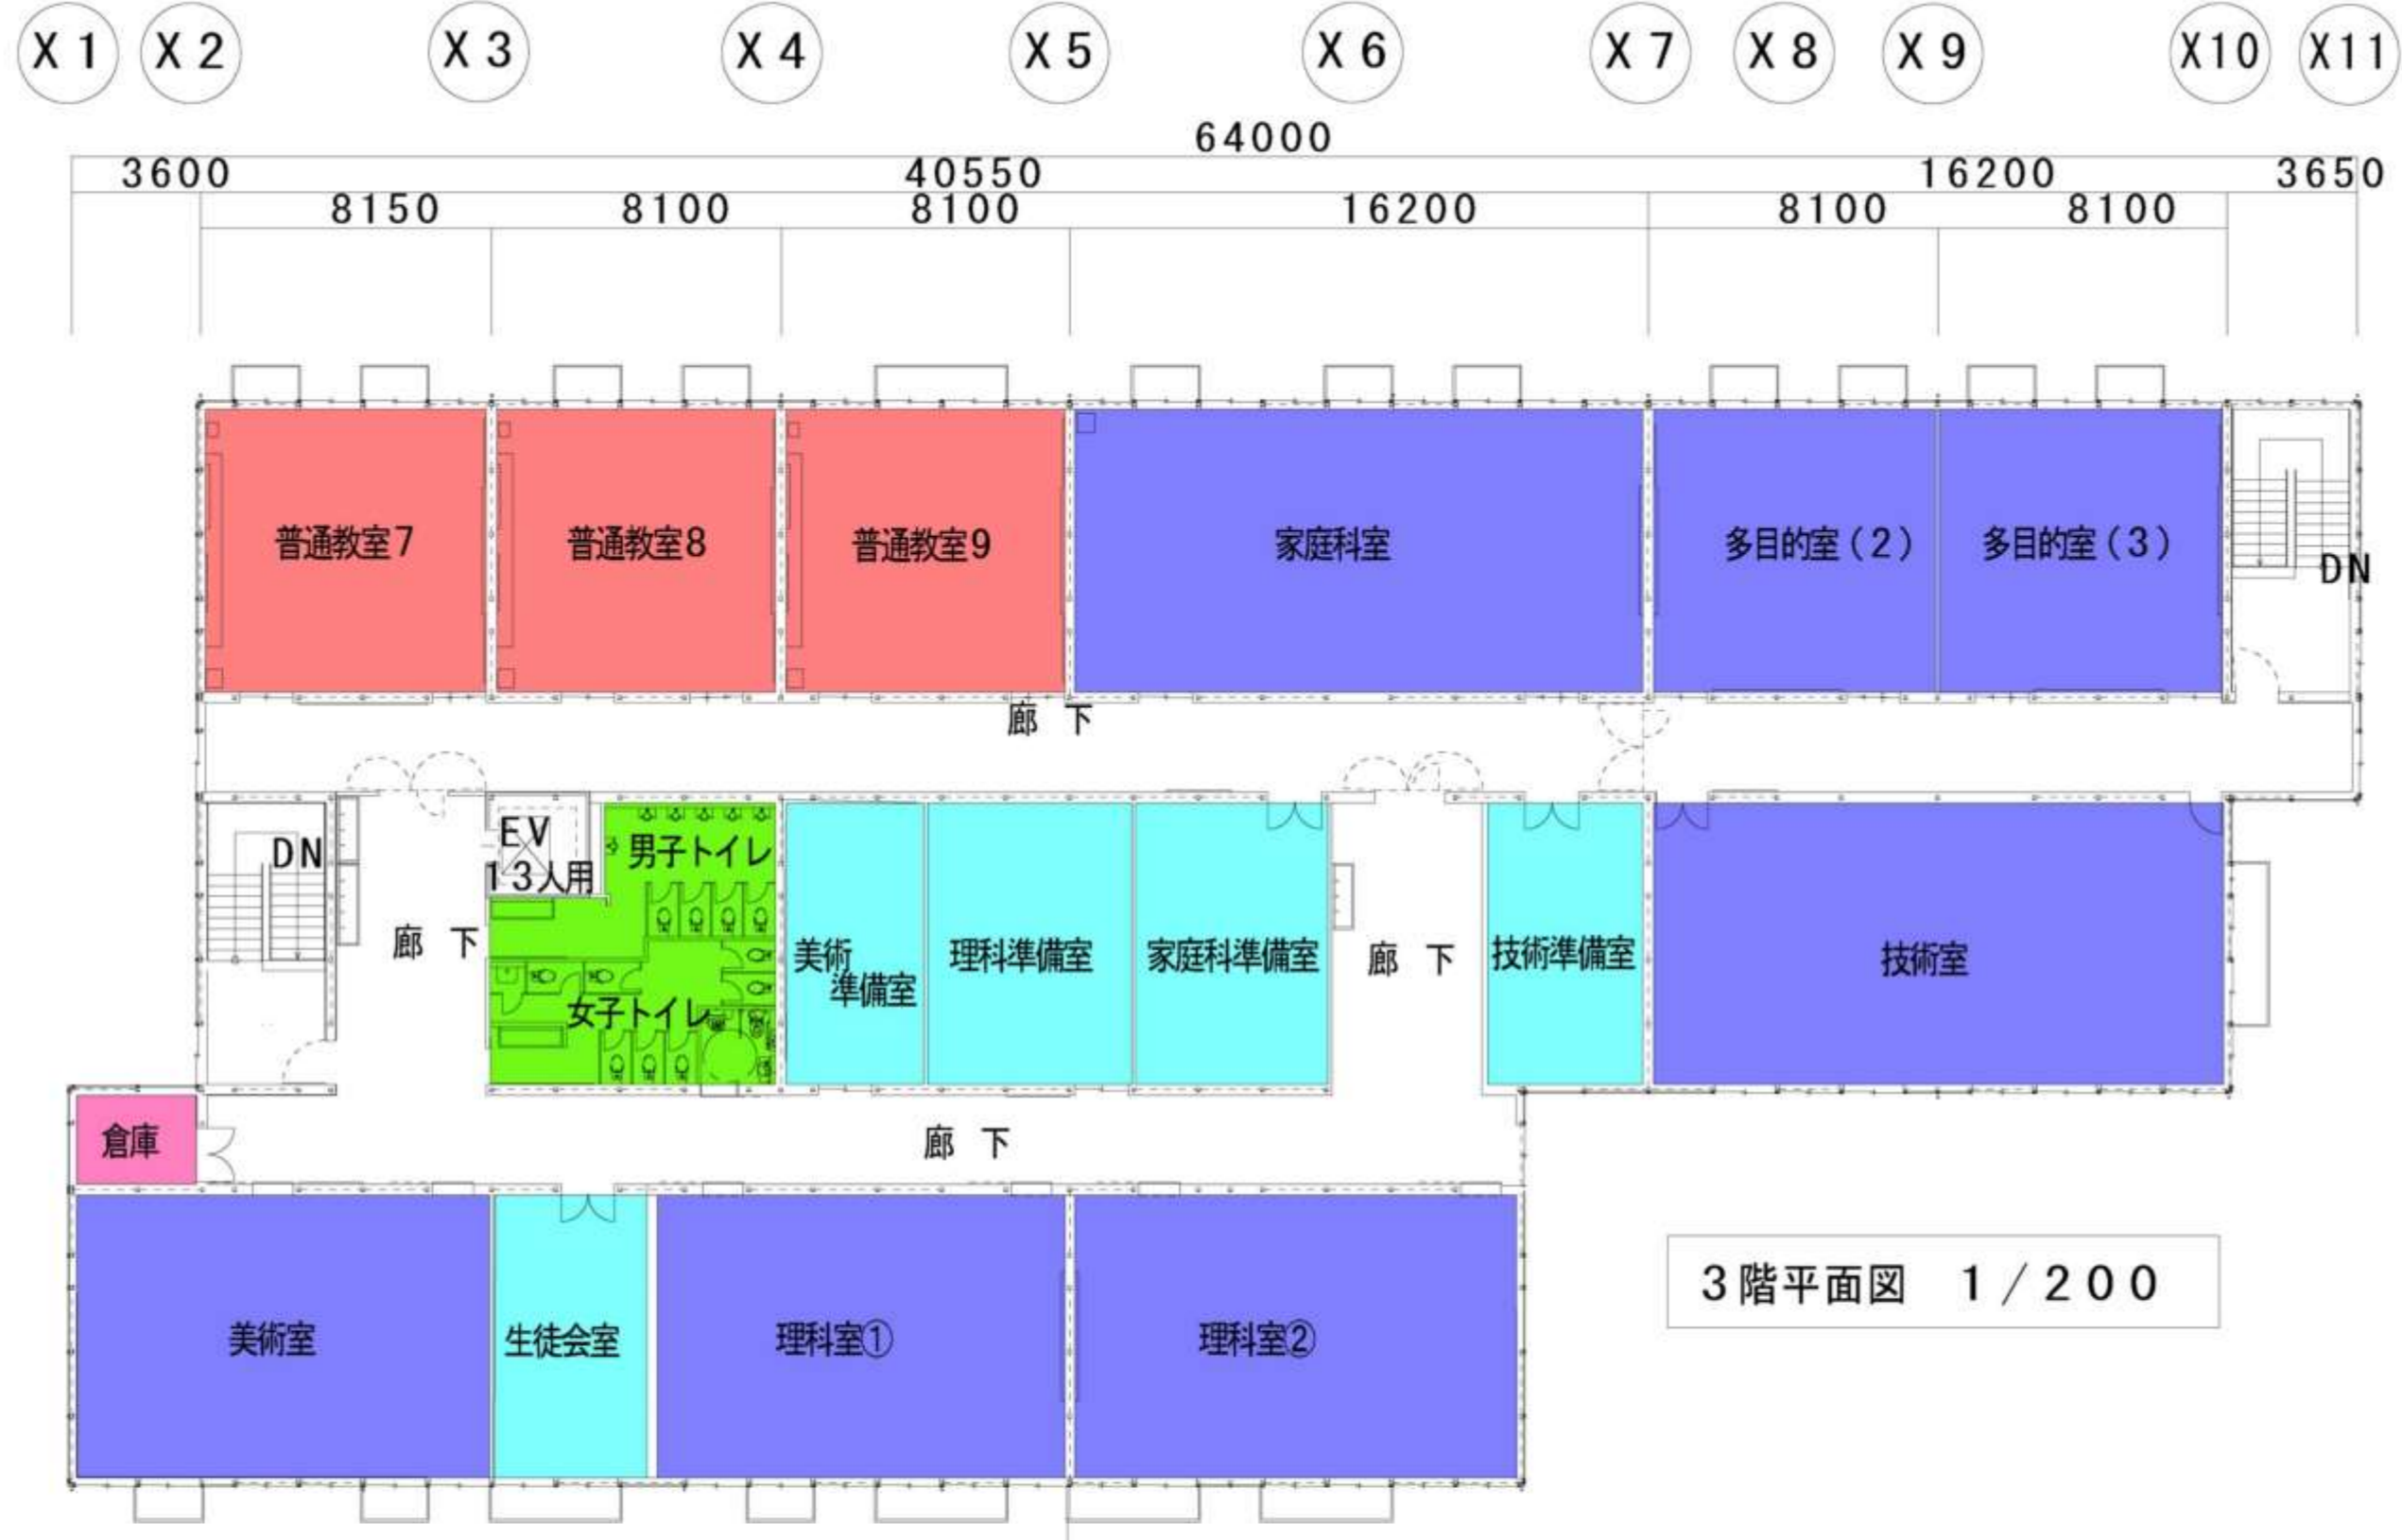 X1 X2 X3 X4 X5 X6 X7 X8 X9 X10 X11
64000
3600 40550 16200 3650
8150 8100 8100 16200 8100 8100
普通教室7 普通教室8 普通教室9 家庭科室 多目的室(2) 多目的室(3)
DN
廊下
EV
13人用
男子トイレ
DN
廊下
女子トイレ
美術
準備室
理科準備室
家庭科準備室
廊下
技術準備室
技術室
倉庫
廊下
美術室 生徒会室 理科室① 理科室②
3階平面図 1/200